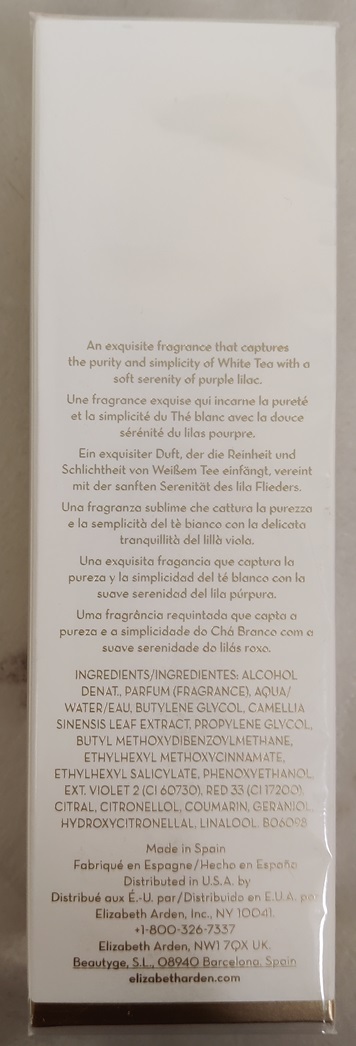 An exquisite fragrance that captures
the purity and simplicity of White Tea with a
soft serenity of purple lilac.
Une fragrance exquise qui incarne la pureté
et la simplicité du Thé blanc avec la douce
sérénité du lilas pourpre.
Ein exquisiter Duft, der die Reinheit und
Schlichtheit von Weißem Tee einfängt, vereint
mit der sanften Serenität des lila Flieders.
Una fragranza sublime che cattura la purezza
e la semplicità del tè bianco con la delicata
tranquillità del lillà viola.
Una exquisita fragancia que captura la
pureza y la simplicidad del té blanco con la
suave serenidad del lila púrpura.
Uma fragrância requintada que capta a
pureza e a simplicidade do Chá Branco com a
suave serenidade do lilás roxo.
INGREDIENTS/INGREDIENTES: ALCOHOL
DENAT., PARFUM (FRAGRANCE), AQUA/
WATER/EAU, BUTYLENE GLYCOL, CAMELLIA
SINENSIS LEAF EXTRACT, PROPYLENE GLYCOL,
BUTYL METHOXYDIBENZOYLMETHANE,
ETHYLHEXYL METHOXYCINNAMATE,
ETHYLHEXYL SALICYLATE, PHENOXYETHANOL,
EXT. VIOLET 2 (CI 60730), RED 33 (CI 17200),
CITRAL, CITRONELLOL, COUMARIN, GERANIOL,
HYDROXYCITRONELLAL, LINALOOL. B06098
Made in Spain
Fabriqué en Espagne/Hecho en España
Distributed in U.S.A. by
Distribué aux É.-U. par/Distribuido en E.U.A. por
Elizabeth Arden, Inc., NY 10041.
+1-800-326-7337
Elizabeth Arden, NW1 7QX UK.
Beautyge, S.L., 08940 Barcelona, Spain
elizabetharden.com